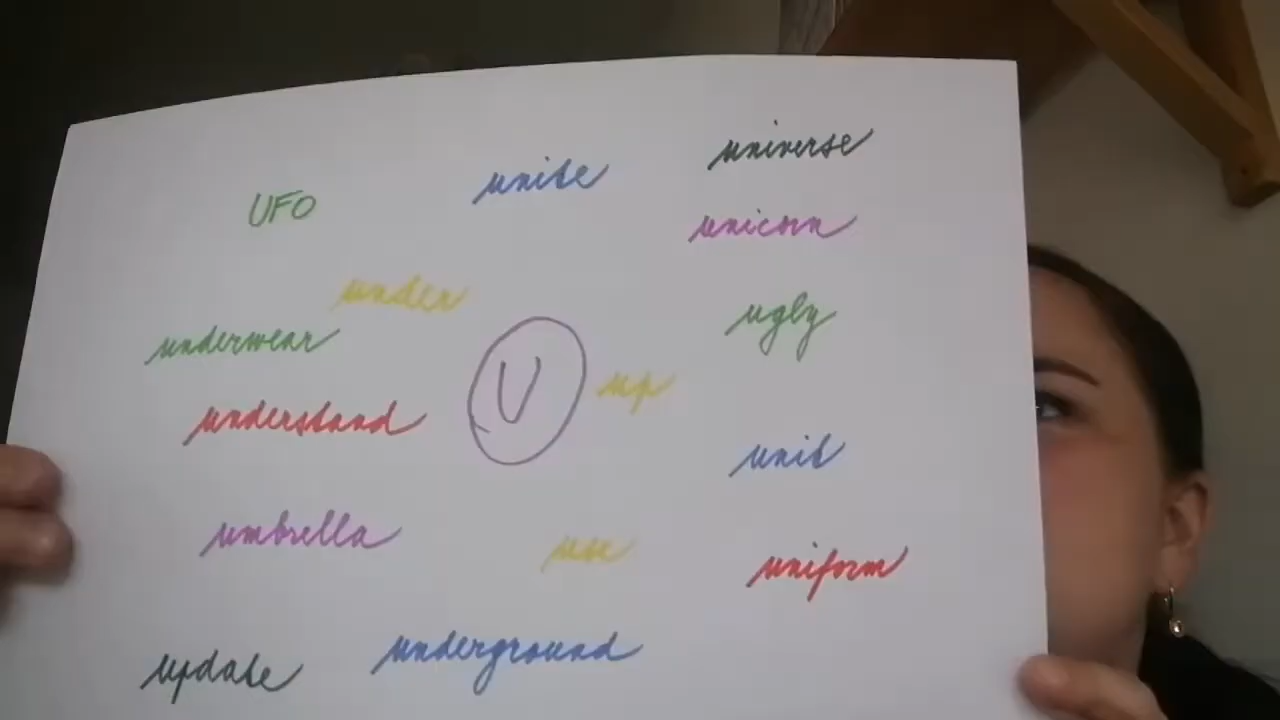 universe
unite
UFO
unicorn
under
ugly
underwear
U
up
understand
unit
umbrella
use
uniform
underground
update